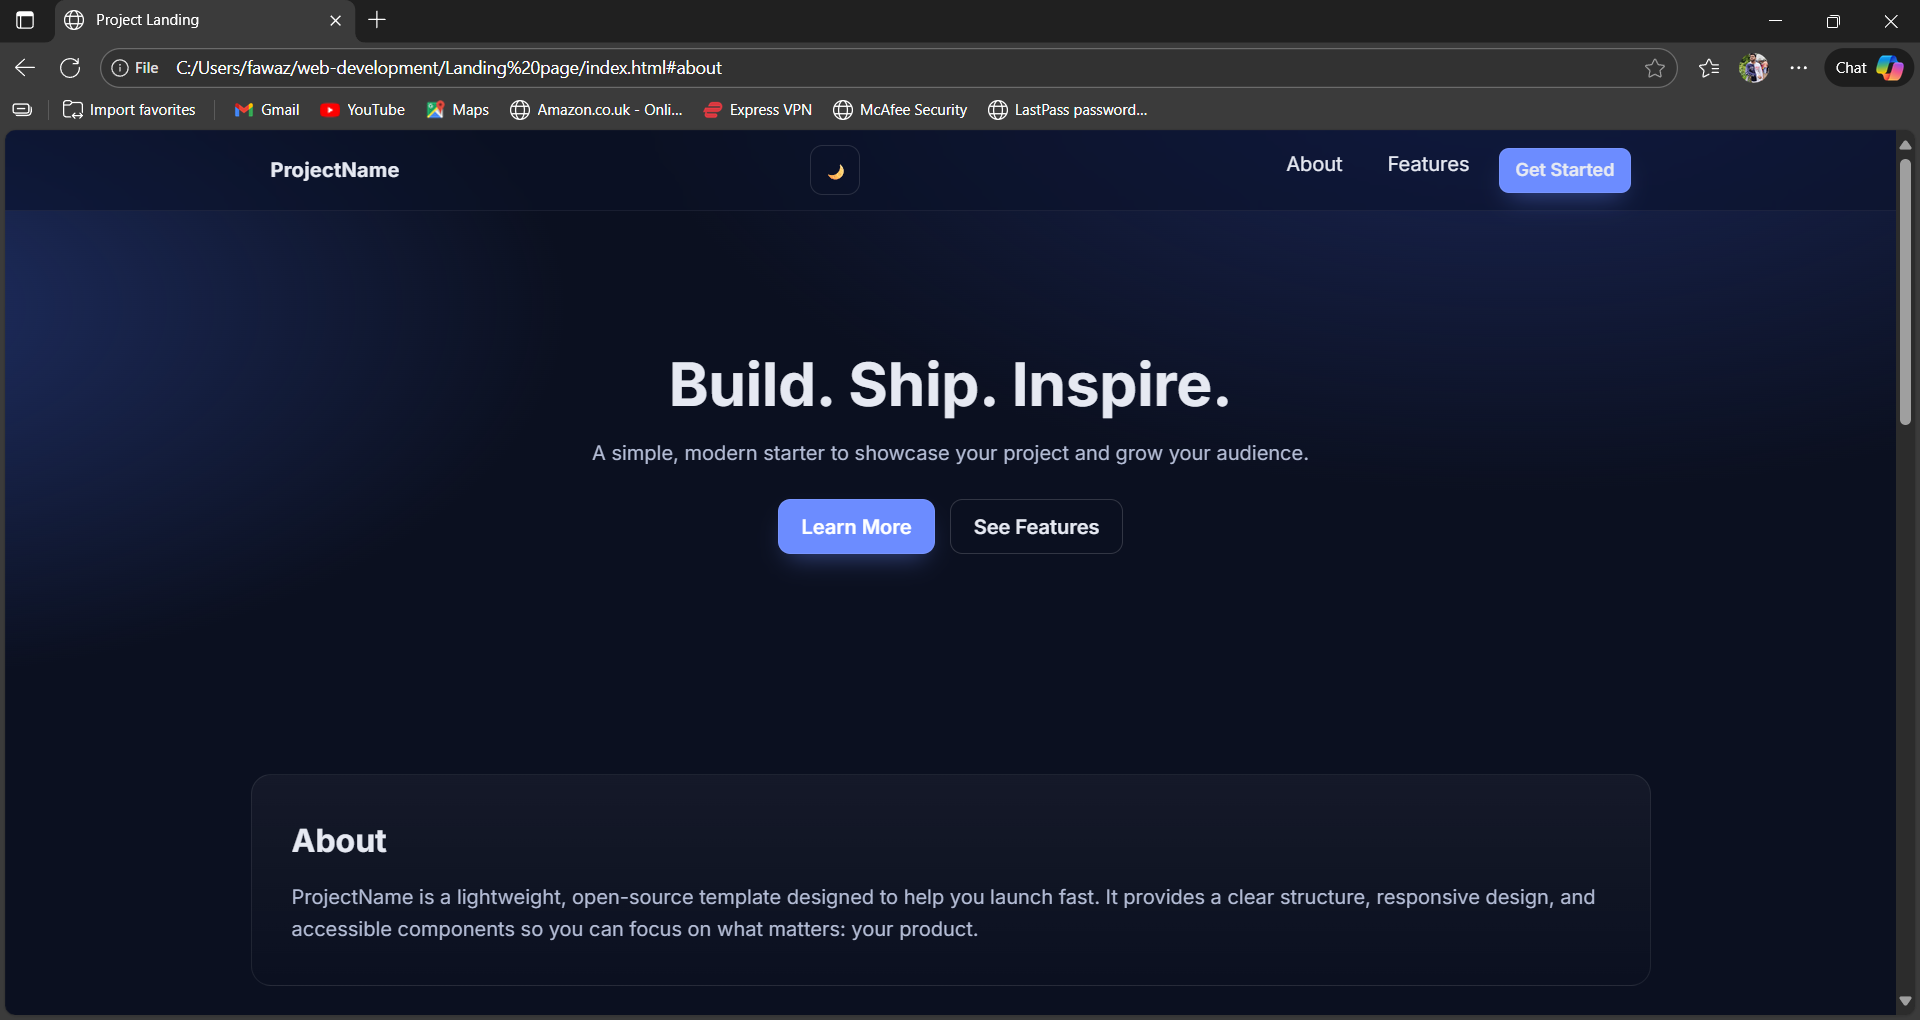 Project Landing
File C:/Users/fawaz/web-development/Landing%20page/index.html#about
Chat
Import favorites
Gmail
YouTube
Maps
Amazon.co.uk - Onli...
Express VPN
McAfee Security
LastPass password...
ProjectName
About
Features
Get Started
Build. Ship. Inspire.
A simple, modern starter to showcase your project and grow your audience.
Learn More
See Features
About
ProjectName is a lightweight, open-source template designed to help you launch fast. It provides a clear structure, responsive design, and
accessible components so you can focus on what matters: your product.